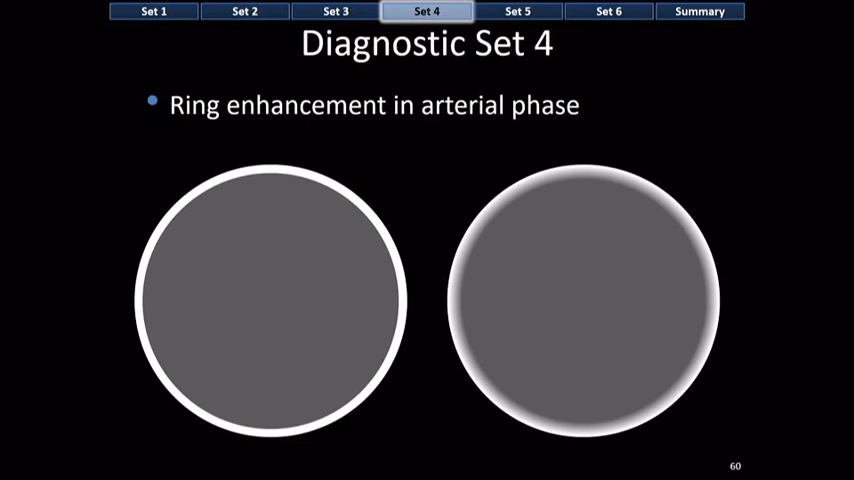 Set 1 Set 2 Set 3 Set 4 Set 5 Set 6 Summary
Diagnostic Set 4
• Ring enhancement in arterial phase
60